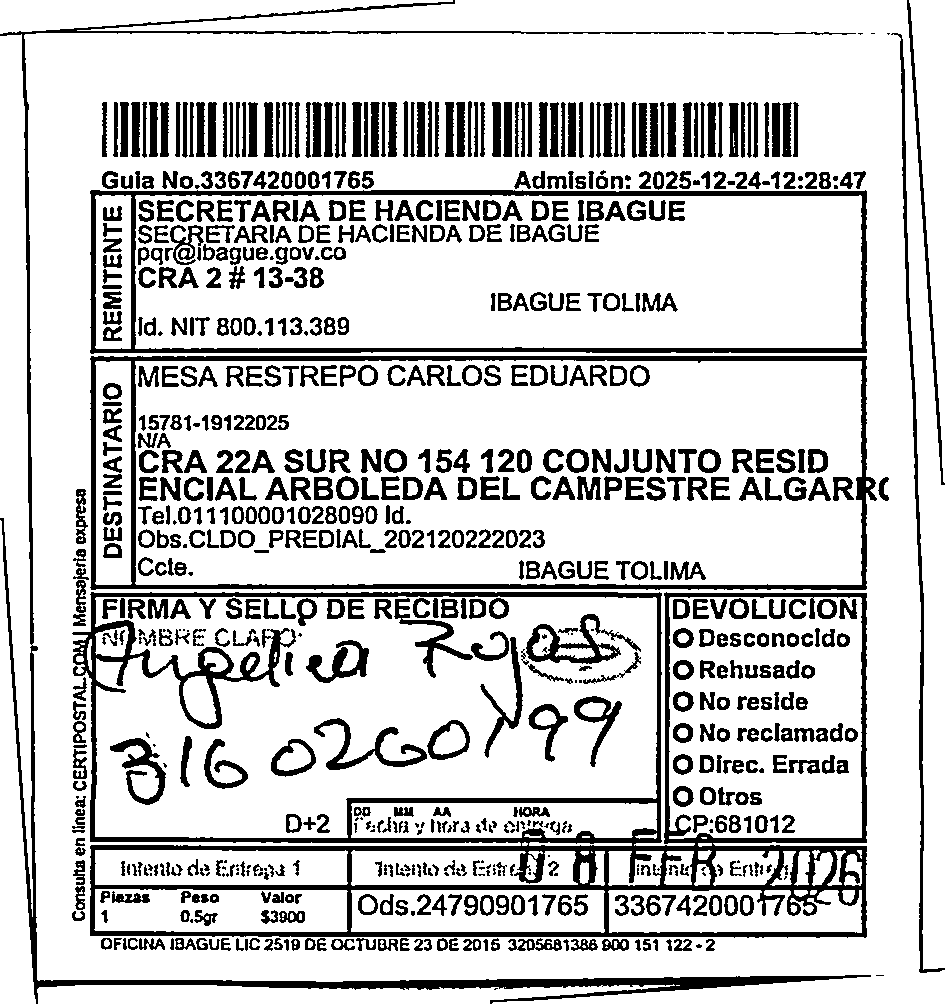 Guia No.3367420001765 Admisión: 2025-12-24-12:28:47
REMITENTE
SECRETARIA DE HACIENDA DE IBAGUE
SECRETARIA DE HACIENDA DE IBAGUE
pqr@ibague.gov.co
CRA 2 # 13-38
IBAGUE TOLIMA
Id. NIT 800.113.389
DESTINATARIO
MESA RESTREPO CARLOS EDUARDO
15781-19122025
N/A
CRA 22A SUR NO 154 120 CONJUNTO RESID
ENCIAL ARBOLEDA DEL CAMPESTRE ALGARRO
Tel.011100001028090 Id.
Obs.CLDO_PREDIAL_202120222023
Ccte. IBAGUE TOLIMA
Consulta en linea: CERTIPOSTAL.COM | Mensajeria expresa
FIRMA Y SELLO DE RECIBIDO
NOMBRE CLARO:
Angelica Rojas
316 0260799
D+2
DD MM AA HORA
Fecha y hora de entrega
DEVOLUCION
Desconocido
Rehusado
No reside
No reclamado
Direc. Errada
Otros
CP:681012
08 FEB 2026
Intento de Entrega 1 Intento de Entrega 2 Intento de Entrega
Piezas Peso Valor
1 0.5gr $3900
Ods.24790901765 3367420001765
OFICINA IBAGUE LIC 2519 DE OCTUBRE 23 DE 2015 3205681386 900 151 122 - 2